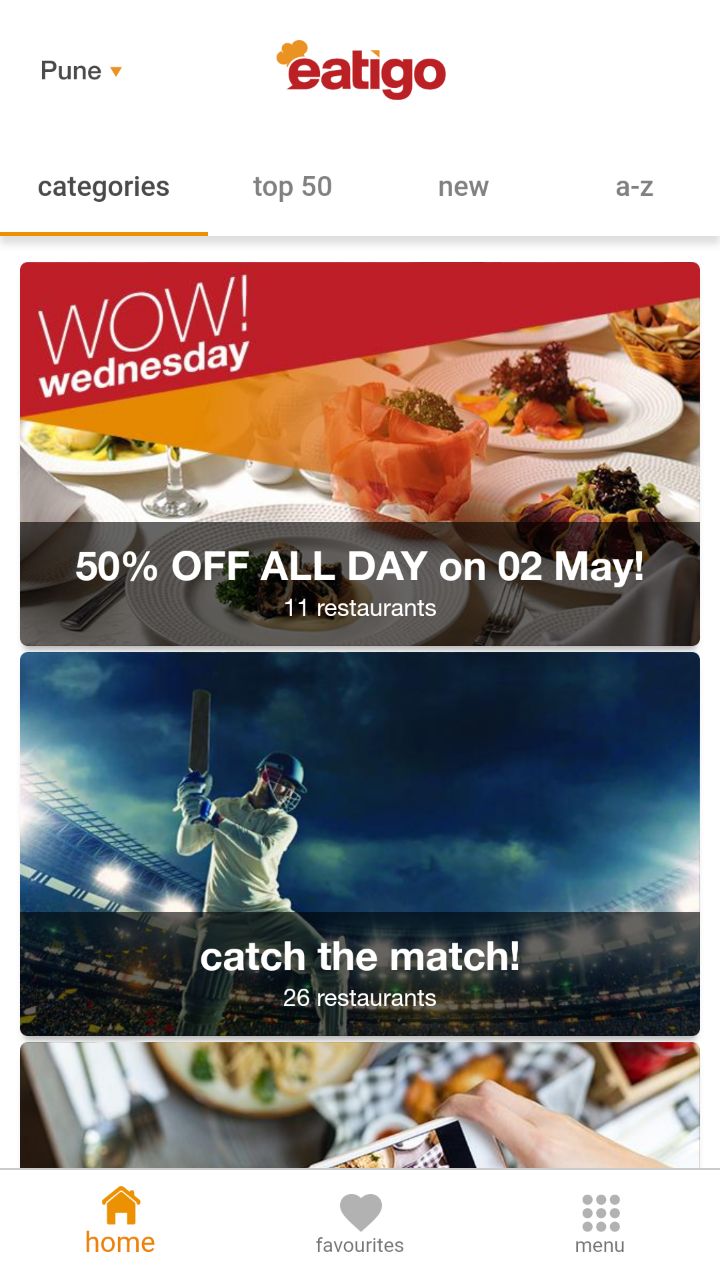 Pune
eatigo
categories
top 50
new
a-z
WOW!
wednesday
50% OFF ALL DAY on 02 May!
11 restaurants
catch the match!
26 restaurants
home
favourites
menu